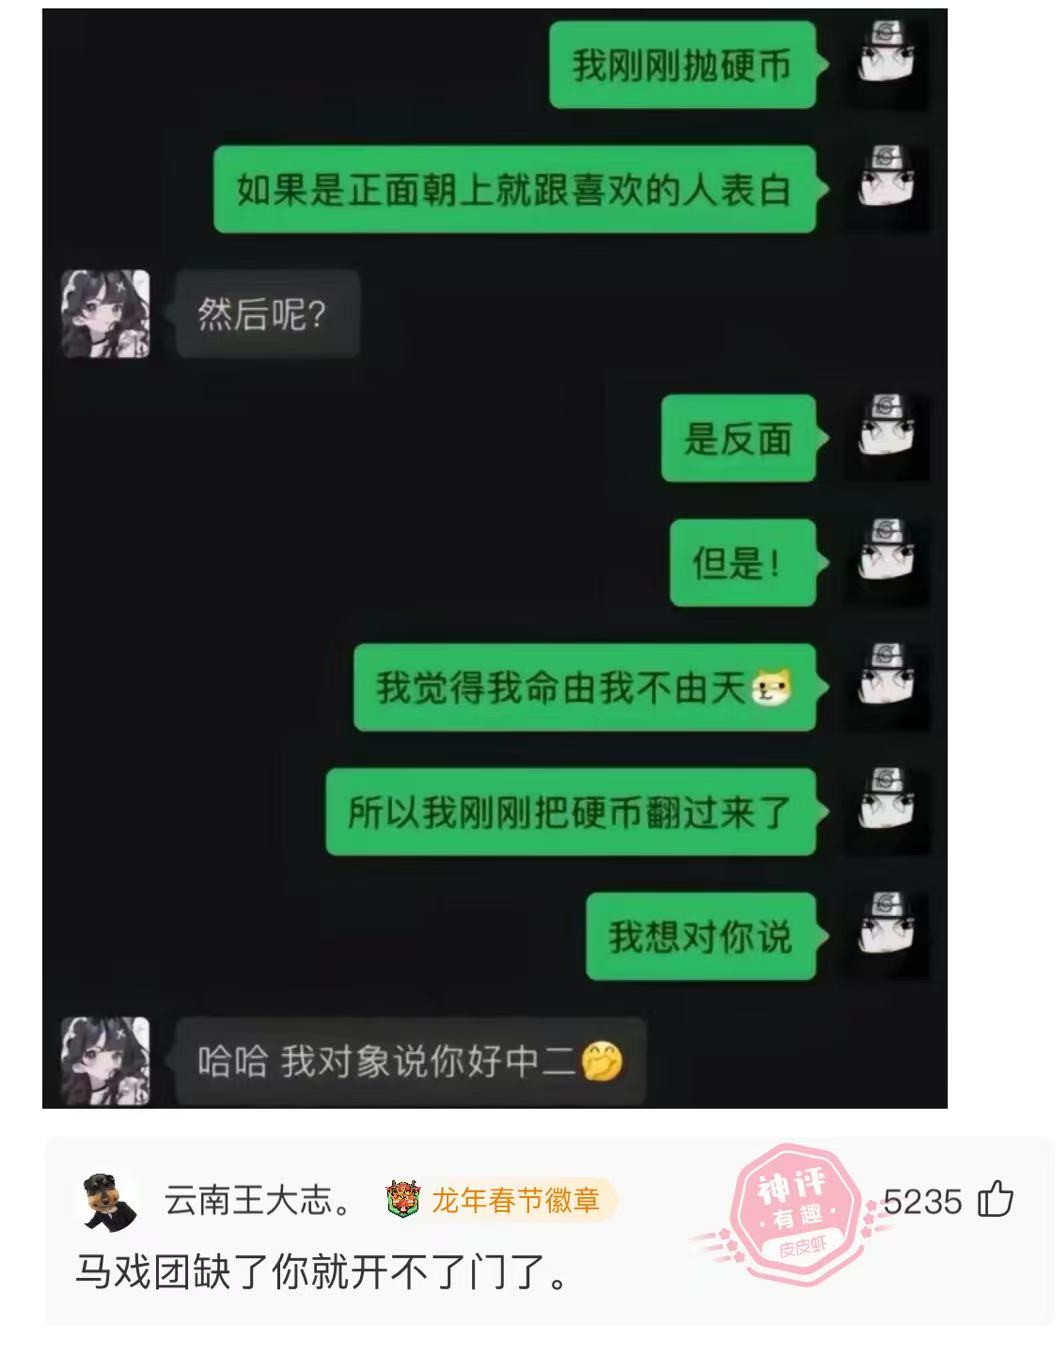 我刚刚抛硬币
如果是正面朝上就跟喜欢的人表白
然后呢?
是反面
但是!
我觉得我命由我不由天
所以我刚刚把硬币翻过来了
我想对你说
哈哈 我对象说你好中二
云南王大志。 龙年春节徽章 神评 有趣 皮皮虾 5235
马戏团缺了你就开不了门了。